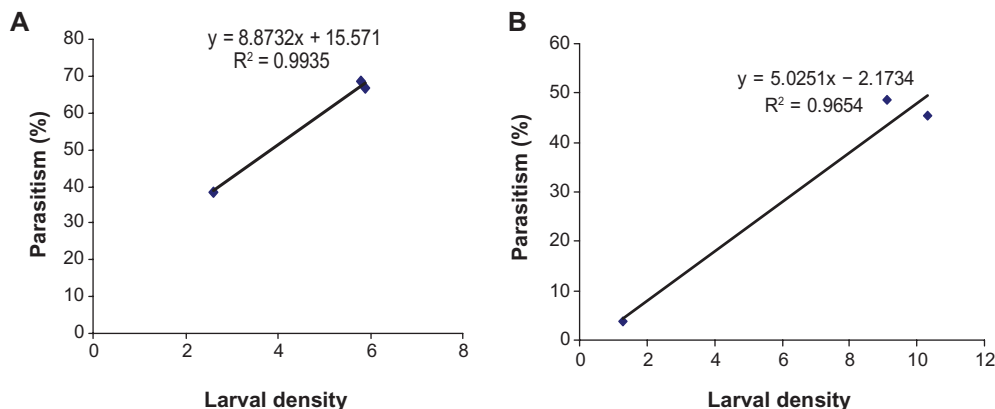 A
y = 8.8732x + 15.571
R² = 0.9935
80
70
60
50
40
30
20
10
0
Parasitism (%)
0 2 4 6 8
Larval density
B
y = 5.0251x − 2.1734
R² = 0.9654
60
50
40
30
20
10
0
Parasitism (%)
0 2 4 6 8 10 12
Larval density